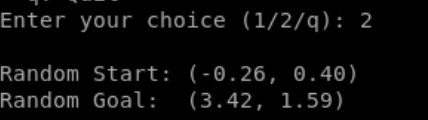 Enter your choice (1/2/q): 2
Random Start: (-0.26, 0.40)
Random Goal:  (3.42, 1.59)